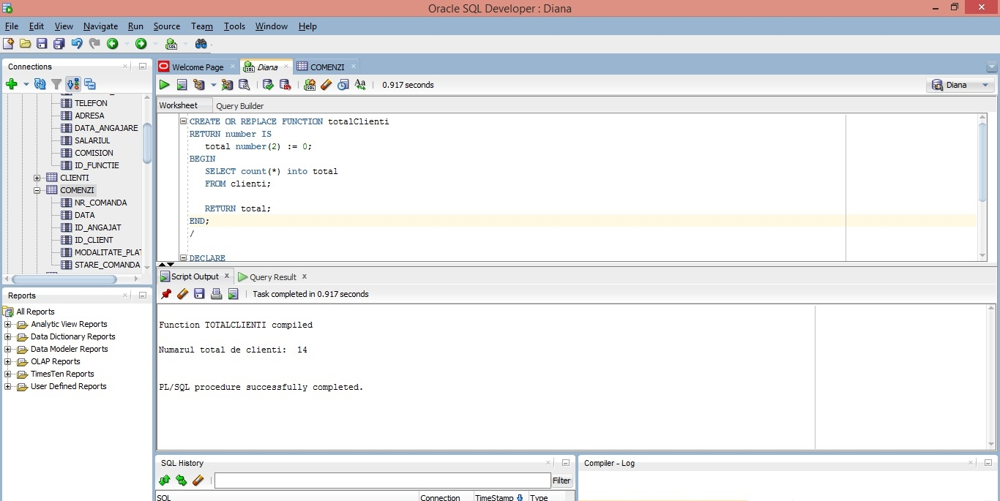 Oracle SQL Developer : Diana
File Edit View Navigate Run Source Team Tools Window Help
Connections
TELEFON
ADRESA
DATA_ANGAJARE
SALARIUL
COMISION
ID_FUNCTIE
CLIENTI
COMENZI
NR_COMANDA
DATA
ID_ANGAJAT
ID_CLIENT
MODALITATE_PLAT
STARE_COMANDA
Reports
All Reports
Analytic View Reports
Data Dictionary Reports
Data Modeler Reports
OLAP Reports
TimesTen Reports
User Defined Reports
Welcome Page Diana COMENZI
0.917 seconds Diana
Worksheet Query Builder
CREATE OR REPLACE FUNCTION totalClienti
RETURN number IS
total number(2) := 0;
BEGIN
SELECT count(*) into total
FROM clienti;
RETURN total;
END;
/
DECLARE
Script Output x Query Result x
Task completed in 0.917 seconds
Function TOTALCLIENTI compiled
Numarul total de clienti: 14
PL/SQL procedure successfully completed.
SQL History
Filter
SQL Connection TimeStamp Type
Compiler - Log